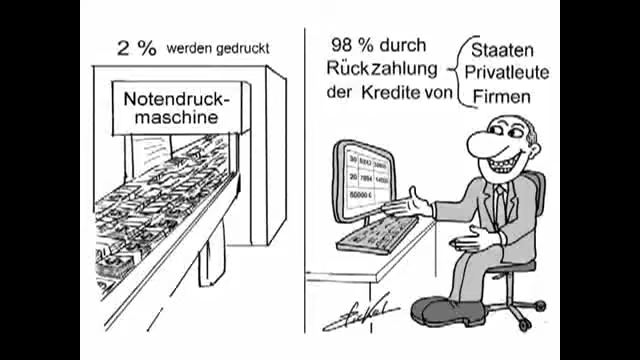 2 % werden gedruckt
Notendruck-
maschine
98 % durch
Rückzahlung
der Kredite von
Staaten
Privatleute
Firmen